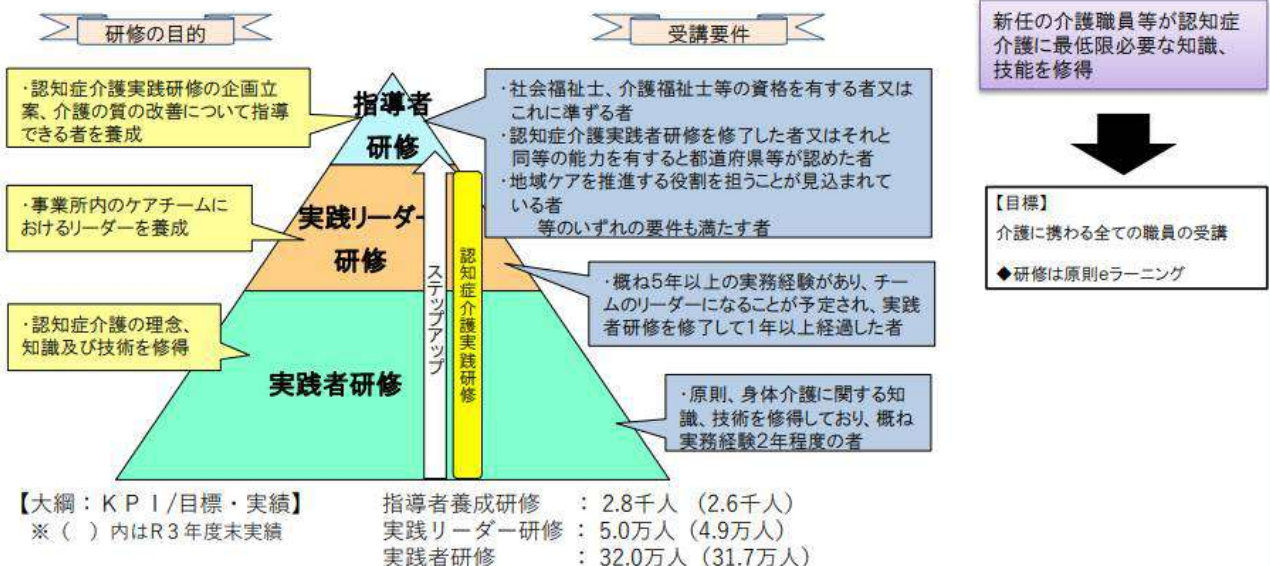 研修の目的
受講要件
・認知症介護実践研修の企画立
案、介護の質の改善について指導
できる者を養成
・事業所内のケアチームに
おけるリーダーを養成
・認知症介護の理念、
知識及び技術を修得
指導者
研修
実践リーダー
研修
実践者研修
ステップアップ
認知症介護実践研修
・社会福祉士、介護福祉士等の資格を有する者又は
これに準ずる者
・認知症介護実践者研修を修了した者又はそれと
同等の能力を有すると都道府県等が認めた者
・地域ケアを推進する役割を担うことが見込まれて
いる者
等のいずれの要件も満たす者
・概ね5年以上の実務経験があり、チー
ムのリーダーになることが予定され、実践
者研修を修了して1年以上経過した者
・原則、身体介護に関する知
識、技術を修得しており、概ね
実務経験2年程度の者
新任の介護職員等が認知症
介護に最低限必要な知識、
技能を修得
【目標】
介護に携わる全ての職員の受講
◆研修は原則eラーニング
【大綱：ＫＰＩ/目標・実績】
※（　）内はR３年度末実績
指導者養成研修　：2.8千人（2.6千人）
実践リーダー研修：5.0万人（4.9万人）
実践者研修　：32.0万人（31.7万人）